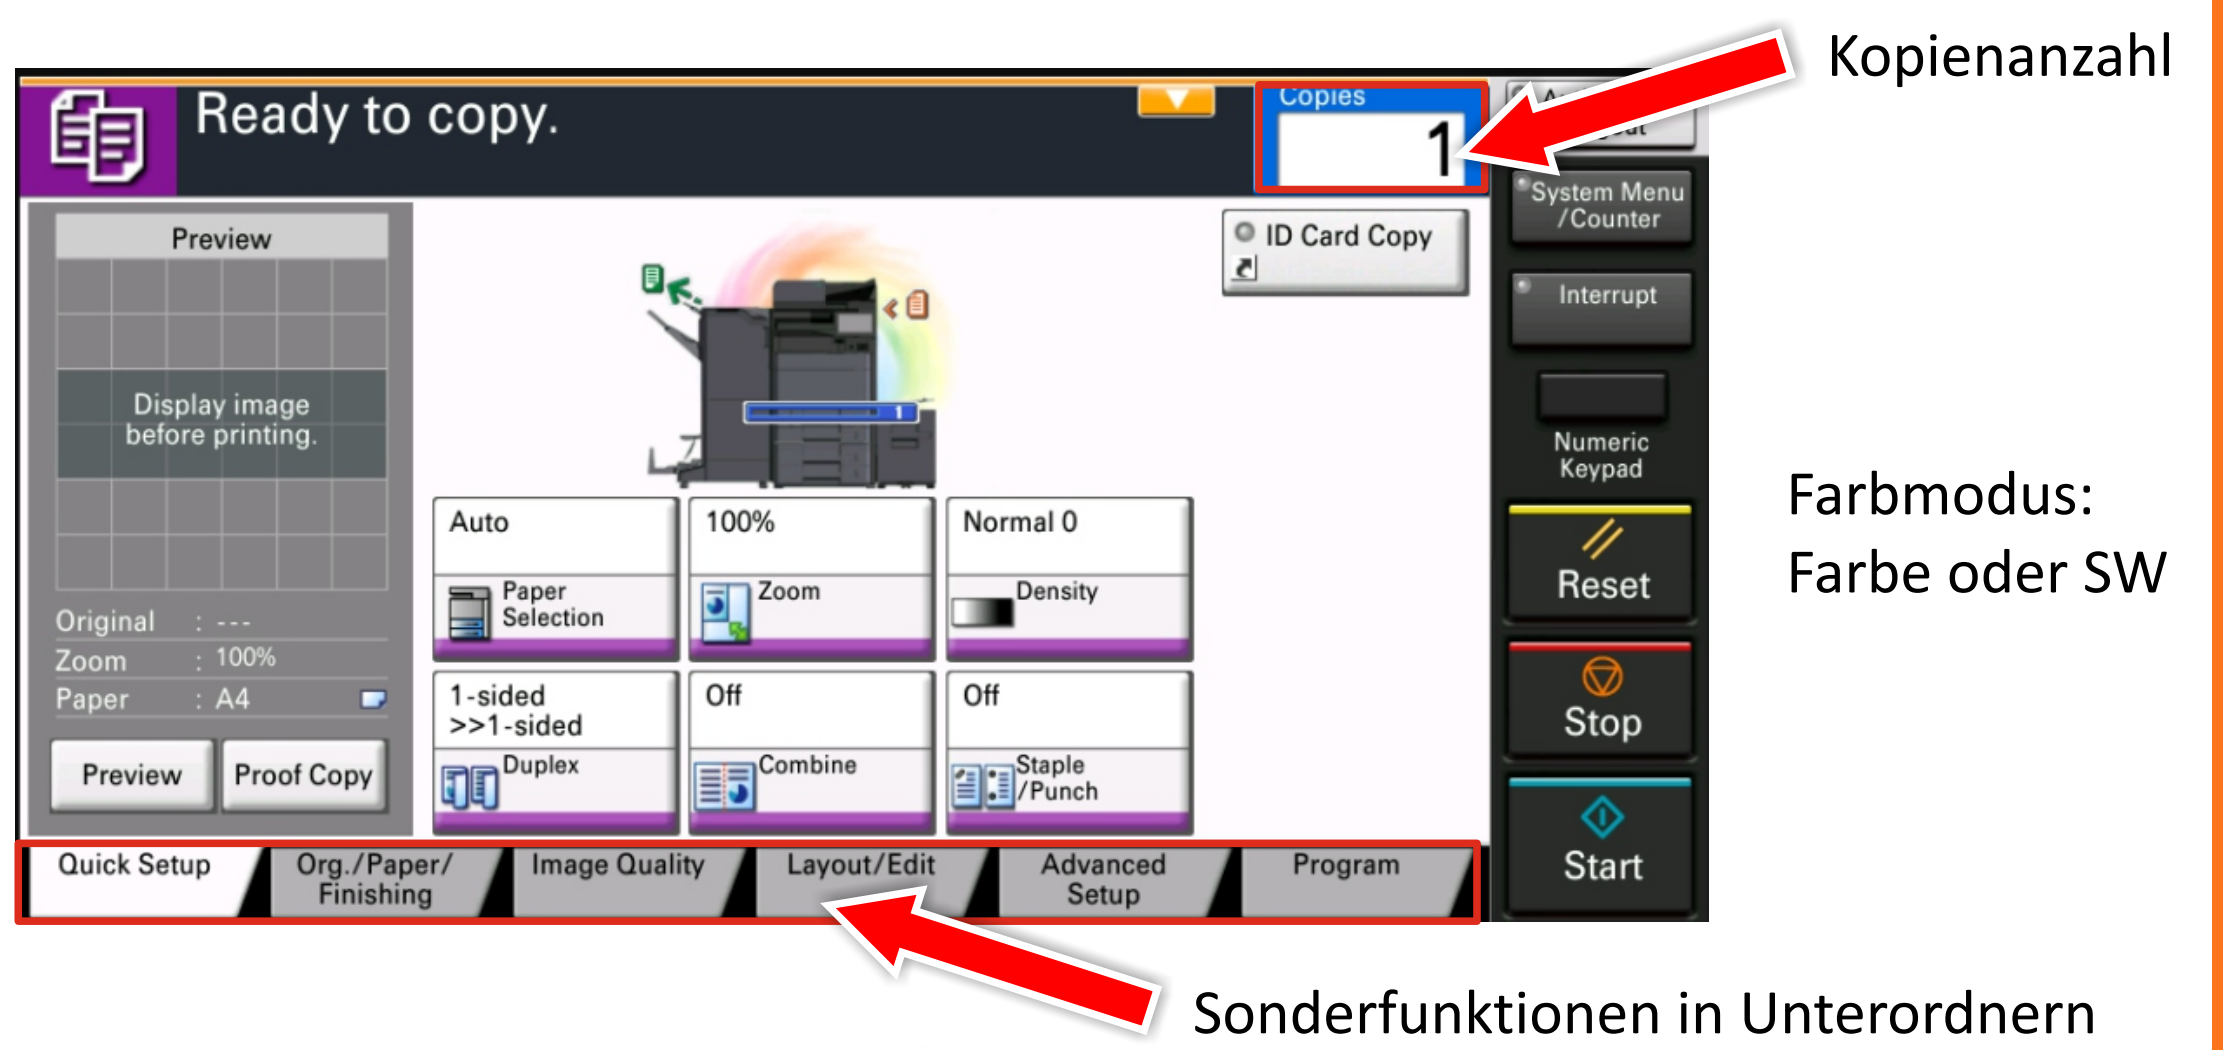 Kopienanzahl
Ready to copy.
Copies
1
System Menu
/Counter
Preview
ID Card Copy
Interrupt
1
Display image
before printing.
Numeric
Keypad
Farbmodus:
Farbe oder SW
Auto
100%
Normal 0
Paper
Selection
Zoom
Density
Reset
Original : ---
Zoom : 100%
Paper : A4
1-sided
>>1-sided
Off
Off
Duplex
Combine
Staple
/Punch
Stop
Preview
Proof Copy
Quick Setup
Org./Paper/
Finishing
Image Quality
Layout/Edit
Advanced
Setup
Program
Start
Sonderfunktionen in Unterordnern